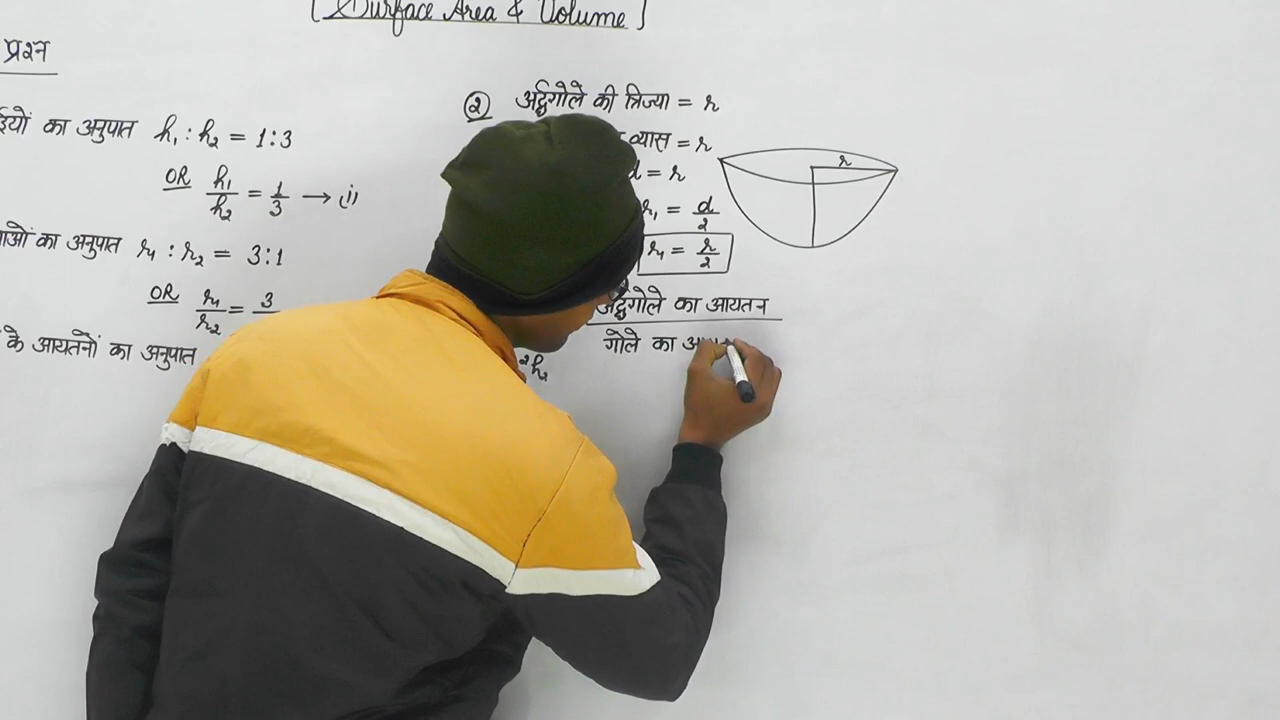 [Surface Area & Volume]
प्रश्न
का अनुपात h₁ : h₂ = 1:3
OR h₁/h₂ = 1/3 → (i)
का अनुपात r₁ : r₂ = 3:1
OR r₁/r₂ = 3
के आयतनों का अनुपात
²h₂
② अर्द्धगोले की त्रिज्या = r
व्यास = r
d = r
r₁ = d/2
r₁ = r/2
r
अर्द्धगोले का आयतन
गोले का